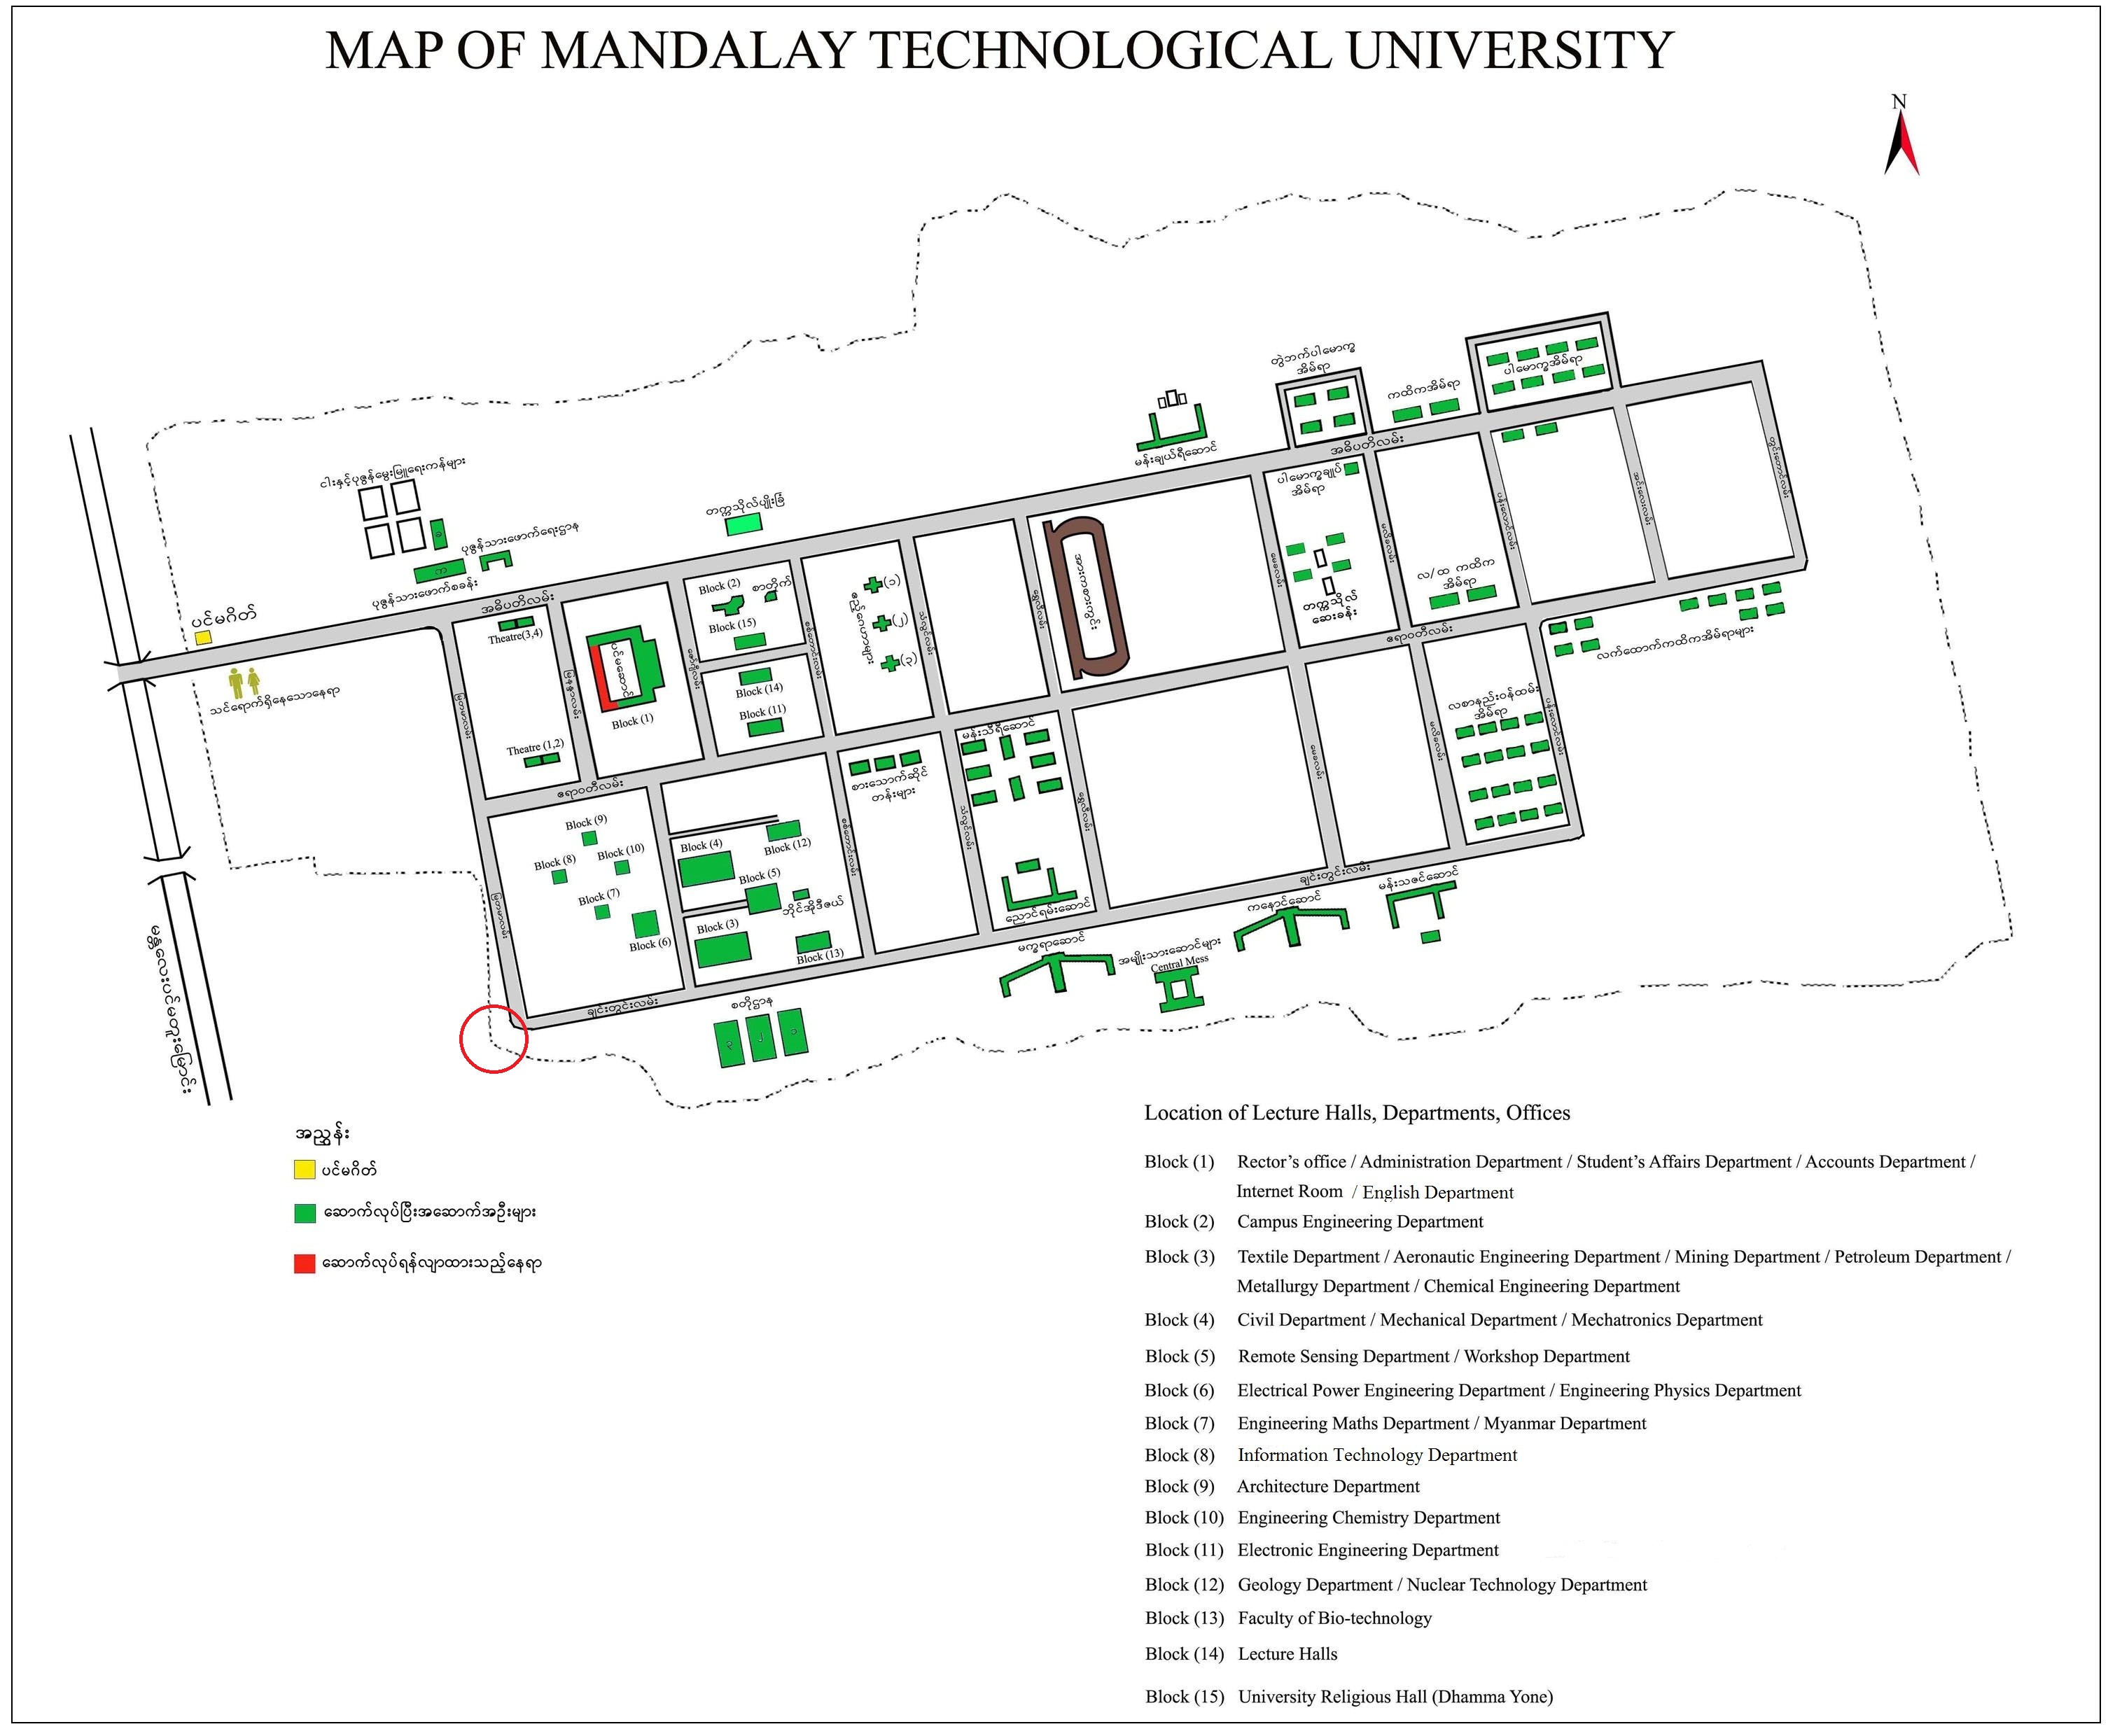 MAP OF MANDALAY TECHNOLOGICAL UNIVERSITY
N
တွဲဘက်ပါမောက္ခ
အိမ်ရာ
ကထိကအိမ်ရာ
ပါမောက္ခအိမ်ရာ
မန်းချယ်ရီဆောင်
အဓိပတိလမ်း
ငါးနှင့်ပုဇွန်မွေးမြူရေးကန်များ
ခ
ပုဇွန်သားဖောက်ရေးဌာန
က
ပုဇွန်သားဖောက်စခန်း
တက္ကသိုလ်ပျိုးခြံ
ပါမောက္ခချုပ်
အိမ်ရာ
ပင်မဂိတ်
အဓိပတိလမ်း
သင်ရောက်ရှိနေသောနေရာ
Theatre(3,4)
Block (2)
စာတိုက်
Block (15)
(၁)
(၂)
(၃)
အားကစားကွင်း
တက္ကသိုလ်
ဆေးခန်း
လ/ထ ကထိက
အိမ်ရာ
ပင်မဆောင်
Block (1)
Block (14)
Block (11)
Theatre (1,2)
ဧရာဝတီလမ်း
ဧရာဝတီလမ်း
လက်ထောက်ကထိကအိမ်ရာများ
လစာနည်းဝန်ထမ်း
အိမ်ရာ
မန်းသီရိဆောင်
စားသောက်ဆိုင်
တန်းများ
Block (9)
Block (8)
Block (10)
Block (7)
Block (6)
Block (4)
Block (12)
Block (5)
ဘိုင်အိုဒီဇယ်
Block (3)
Block (13)
ညောင်ရမ်းဆောင်
မက္ခရာဆောင်
အမျိုးသားဆောင်များ
Central Mess
ကနောင်ဆောင်
မန်းသဇင်ဆောင်
ချင်းတွင်းလမ်း
ချင်းတွင်းလမ်း
စတိုဌာန
၃
၂
၁
အညွှန်း
ပင်မဂိတ်
ဆောက်လုပ်ပြီးအဆောက်အဦးများ
ဆောက်လုပ်ရန်လျာထားသည့်နေရာ
Location of Lecture Halls, Departments, Offices
Block (1) Rector’s office / Administration Department / Student’s Affairs Department / Accounts Department /
Internet Room / English Department
Block (2) Campus Engineering Department
Block (3) Textile Department / Aeronautic Engineering Department / Mining Department / Petroleum Department /
Metallurgy Department / Chemical Engineering Department
Block (4) Civil Department / Mechanical Department / Mechatronics Department
Block (5) Remote Sensing Department / Workshop Department
Block (6) Electrical Power Engineering Department / Engineering Physics Department
Block (7) Engineering Maths Department / Myanmar Department
Block (8) Information Technology Department
Block (9) Architecture Department
Block (10) Engineering Chemistry Department
Block (11) Electronic Engineering Department
Block (12) Geology Department / Nuclear Technology Department
Block (13) Faculty of Bio-technology
Block (14) Lecture Halls
Block (15) University Religious Hall (Dhamma Yone)